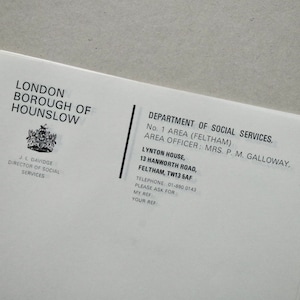 LONDON
BOROUGH OF
HOUNSLOW
J. L. DAVIDGE
DIRECTOR OF SOCIAL
SERVICES
DEPARTMENT OF SOCIAL SERVICES,
No. 1 AREA (FELTHAM)
AREA OFFICER: MRS. P. M. GALLOWAY.
LYNTON HOUSE,
13 HANWORTH ROAD,
FELTHAM, TW13 5AF
TELEPHONE: 01-890 0143
PLEASE ASK FOR:
MY REF:
YOUR REF: